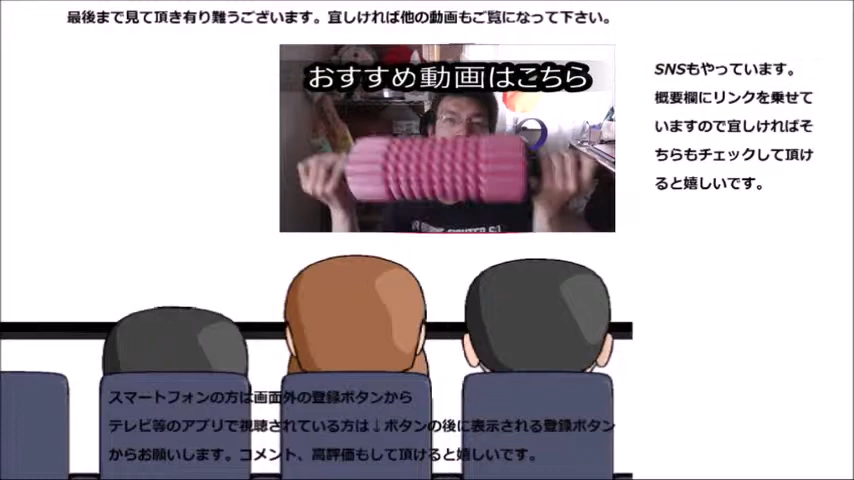 最後まで見て頂き有り難うございます。宜しければ他の動画もご覧になって下さい。
おすすめ動画はこちら
SNSもやっています。
概要欄にリンクを乗せて
いますので宜しければそ
ちらもチェックして頂け
ると嬉しいです。
スマートフォンの方は画面外の登録ボタンから
テレビ等のアプリで視聴されている方は↓ボタンの後に表示される登録ボタン
からお願いします。コメント、高評価もして頂けると嬉しいです。